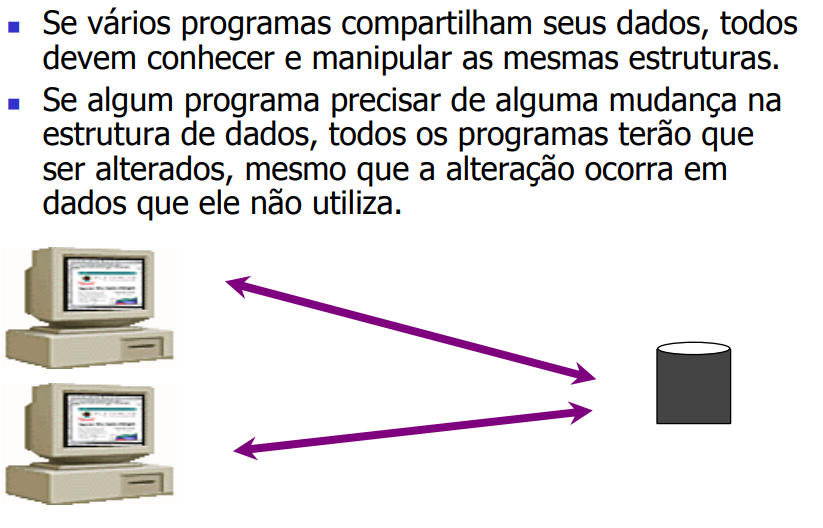 Se vários programas compartilham seus dados, todos
devem conhecer e manipular as mesmas estruturas.
Se algum programa precisar de alguma mudança na
estrutura de dados, todos os programas terão que
ser alterados, mesmo que a alteração ocorra em
dados que ele não utiliza.